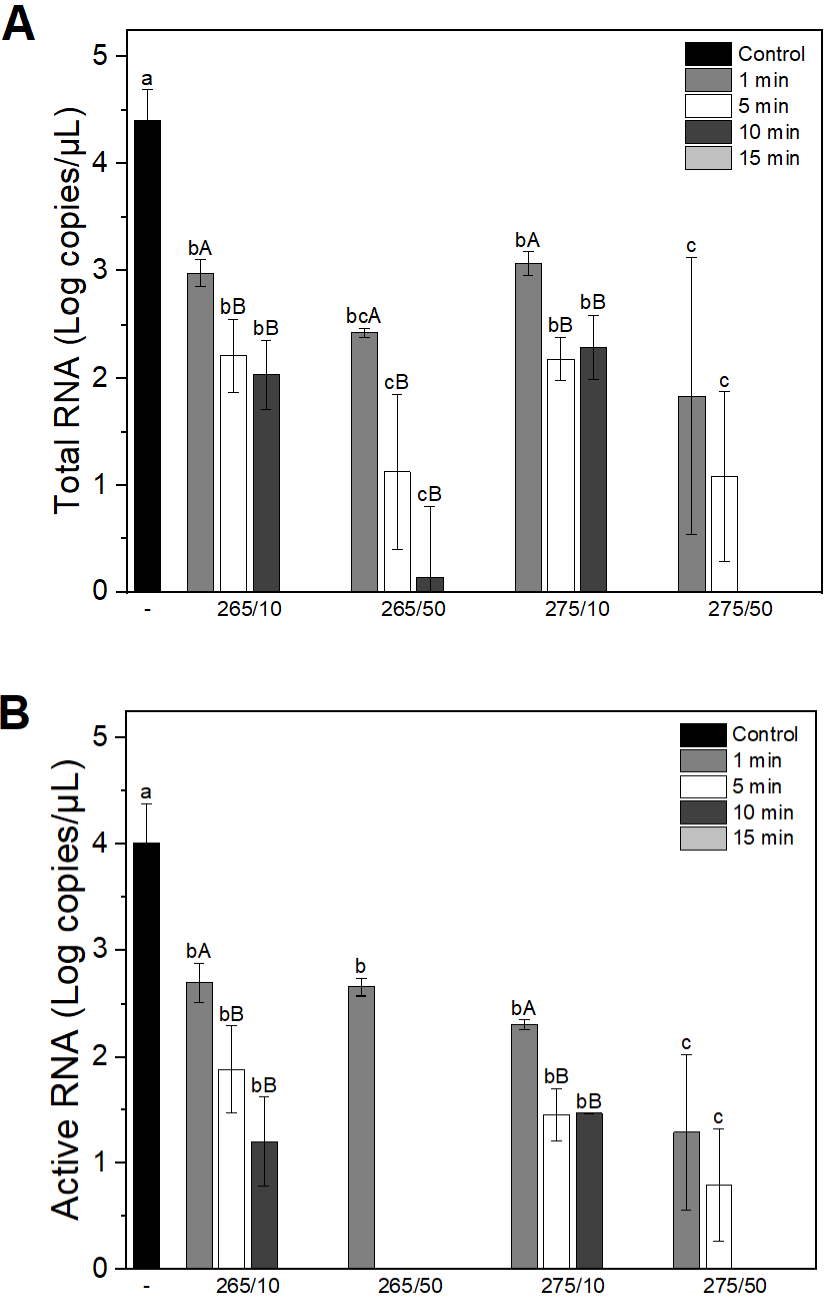 A
Total RNA (Log copies/µL)
5
4
3
2
1
0
Control
1 min
5 min
10 min
15 min
a
bA
bB
bB
bcA
cB
cB
bA
bB
bB
c
c
-
265/10
265/50
275/10
275/50
B
Active RNA (Log copies/µL)
5
4
3
2
1
0
Control
1 min
5 min
10 min
15 min
a
bA
bB
bB
b
bA
bB
bB
c
c
-
265/10
265/50
275/10
275/50